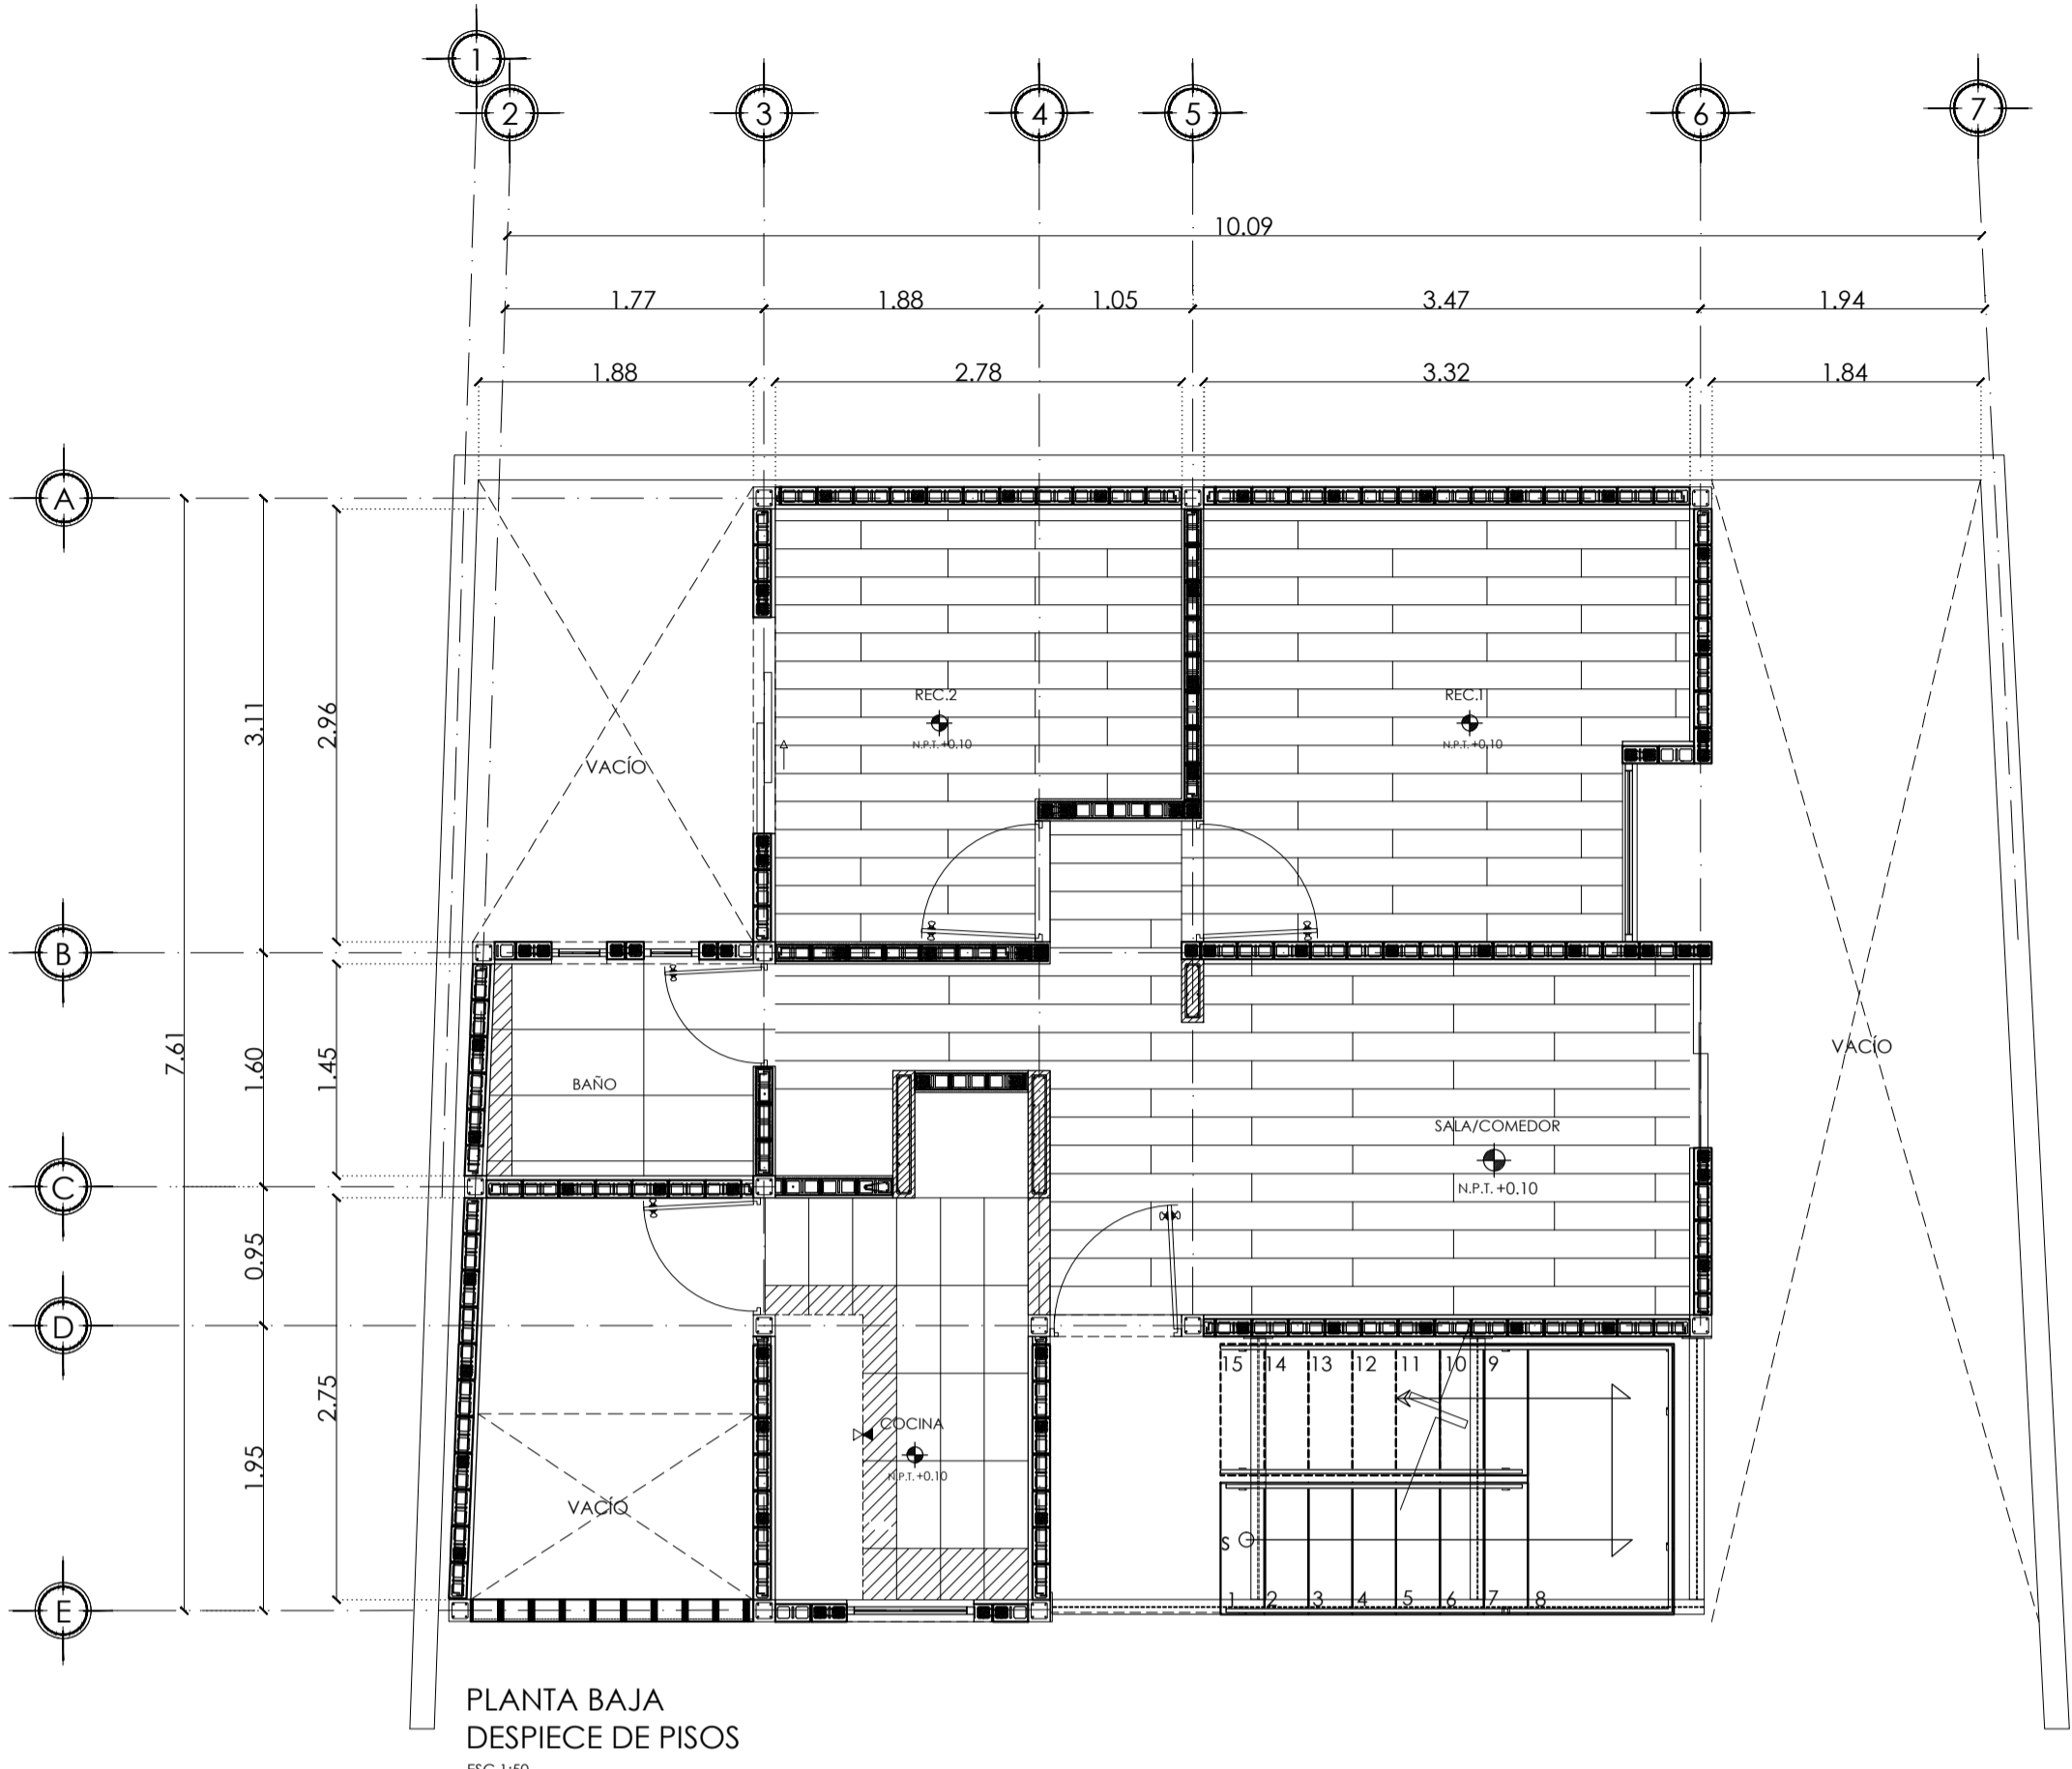 1
2
3
4
5
6
7
10.09
1.77
1.88
1.05
3.47
1.94
1.88
2.78
3.32
1.84
A
B
C
D
E
7.61
3.11
1.60
0.95
1.95
2.96
1.45
2.75
REC.2
N.P.T. +0.10
REC.1
N.P.T. +0.10
VACÍO
VACÍO
BAÑO
SALA/COMEDOR
N.P.T. +0.10
COCINA
N.P.T. +0.10
VACÍO
15 14 13 12 11 10 9
S
1 2 3 4 5 6 7 8
PLANTA BAJA
DESPIECE DE PISOS
ESC 1:50